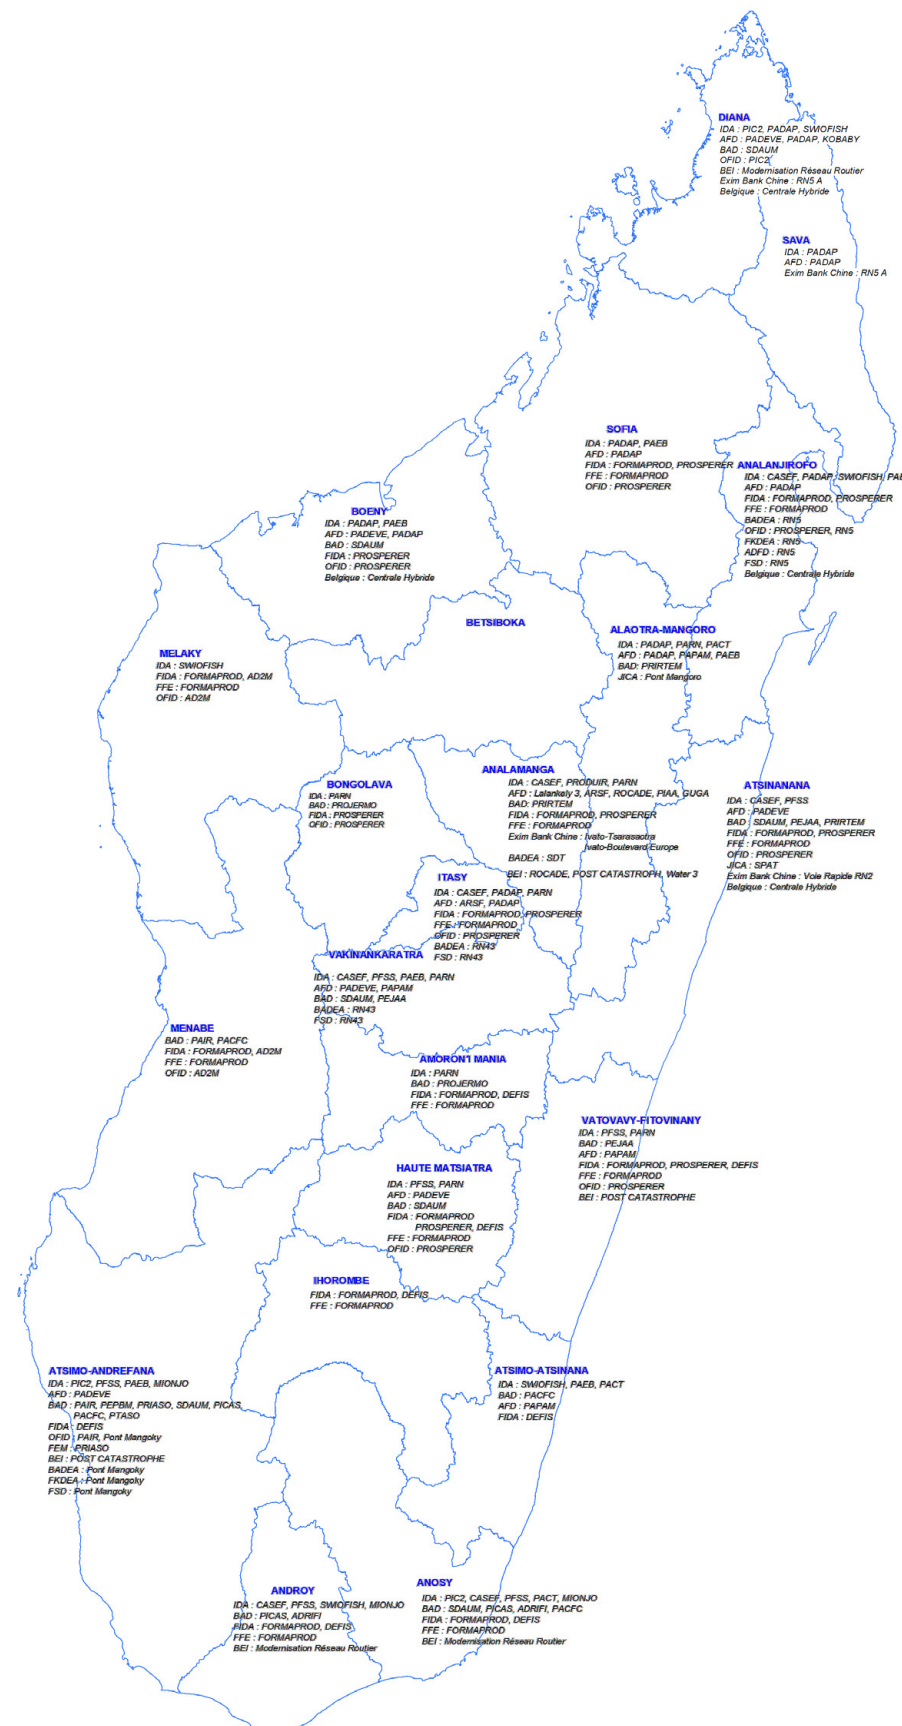 DIANA
IDA : PIC2, PADAP, SWIOFISH
AFD : PADEVE, PADAP, KOBABY
BAD : SDAUM
OFID : PIC2
BEI : Modernisation Réseau Routier
Exim Bank Chine : RN5 A
Belgique : Centrale Hybride
SAVA
IDA : PADAP
AFD : PADAP
Exim Bank Chine : RN5 A
SOFIA
IDA : PADAP, PAEB
AFD : PADAP
FIDA : FORMAPROD, PROSPERER
FFE : FORMAPROD
OFID : PROSPERER
ANALANJIROFO
IDA : CASEF, PADAP, SWIOFISH, PAE
AFD : PADAP
FIDA : FORMAPROD, PROSPERER
FFE : FORMAPROD
BADEA : RN5
OFID : PROSPERER, RN5
FKDEA : RN5
ADFD : RN5
FSD : RN5
Belgique : Centrale Hybride
BOENY
IDA : PADAP, PAEB
AFD : PADEVE, PADAP
BAD : SDAUM
FIDA : PROSPERER
OFID : PROSPERER
Belgique : Centrale Hybride
BETSIBOKA
ALAOTRA-MANGORO
IDA : PADAP, PARN, PACT
AFD : PADAP, PAPAM, PAEB
BAD: PRIRTEM
JICA : Pont Mangoro
MELAKY
IDA : SWIOFISH
FIDA : FORMAPROD, AD2M
FFE : FORMAPROD
OFID : AD2M
BONGOLAVA
IDA : PARN
BAD : PROJERMO
FIDA : PROSPERER
OFID : PROSPERER
ANALAMANGA
IDA : CASEF, PRODUIR, PARN
AFD : Lalankely 3, ARSF, ROCADE, PIAA, GUGA
BAD: PRIRTEM
FIDA : FORMAPROD, PROSPERER
FFE : FORMAPROD
Exim Bank Chine : Ivato-Tsarasaotra
Ivato-Boulevard Europe
BADEA : SDT
BEI : ROCADE, POST CATASTROPH, Water 3
ATSINANANA
IDA : CASEF, PFSS
AFD : PADEVE
BAD : SDAUM, PEJAA, PRIRTEM
FIDA : FORMAPROD, PROSPERER
FFE : FORMAPROD
OFID : PROSPERER
JICA : SPAT
Exim Bank Chine : Voie Rapide RN2
Belgique : Centrale Hybride
ITASY
IDA : CASEF, PADAP, PARN
AFD : ARSF, PADAP
FIDA : FORMAPROD, PROSPERER
FFE : FORMAPROD
OFID : PROSPERER
BADEA : RN43
FSD : RN43
VAKINANKARATRA
IDA : CASEF, PFSS, PAEB, PARN
AFD : PADEVE, PAPAM
BAD : SDAUM, PEJAA
BADEA : RN43
FSD : RN43
MENABE
BAD : PAIR, PACFC
FIDA : FORMAPROD, AD2M
FFE : FORMAPROD
OFID : AD2M
AMORON'I MANIA
IDA : PARN
BAD : PROJERMO
FIDA : FORMAPROD, DEFIS
FFE : FORMAPROD
VATOVAVY-FITOVINANY
IDA : PFSS, PARN
BAD : PEJAA
AFD : PAPAM
FIDA : FORMAPROD, PROSPERER, DEFIS
FFE : FORMAPROD
OFID : PROSPERER
BEI : POST CATASTROPHE
HAUTE MATSIATRA
IDA : PFSS, PARN
AFD : PADEVE
BAD : SDAUM
FIDA : FORMAPROD
PROSPERER, DEFIS
FFE : FORMAPROD
OFID : PROSPERER
IHOROMBE
FIDA : FORMAPROD, DEFIS
FFE : FORMAPROD
ATSIMO-ANDREFANA
IDA : PIC2, PFSS, PAEB, MIONJO
AFD : PADEVE
BAD : PAIR, PEPBM, PRIASO, SDAUM, PICAS,
PACFC, PTASO
FIDA : DEFIS
OFID : PAIR, Pont Mangoky
FEM : PRIASO
BEI : POST CATASTROPHE
BADEA : Pont Mangoky
FKDEA : Pont Mangoky
FSD : Pont Mangoky
ATSIMO-ATSINANA
IDA : SWIOFISH, PAEB, PACT
BAD : PACFC
AFD : PAPAM
FIDA : DEFIS
ANDROY
IDA : CASEF, PFSS, SWIOFISH, MIONJO
BAD : PICAS, ADRIFI
FIDA : FORMAPROD, DEFIS
FFE : FORMAPROD
BEI : Modernisation Réseau Routier
ANOSY
IDA : PIC2, CASEF, PFSS, PACT, MIONJO
BAD : SDAUM, PICAS, ADRIFI, PACFC
FIDA : FORMAPROD, DEFIS
FFE : FORMAPROD
BEI : Modernisation Réseau Routier